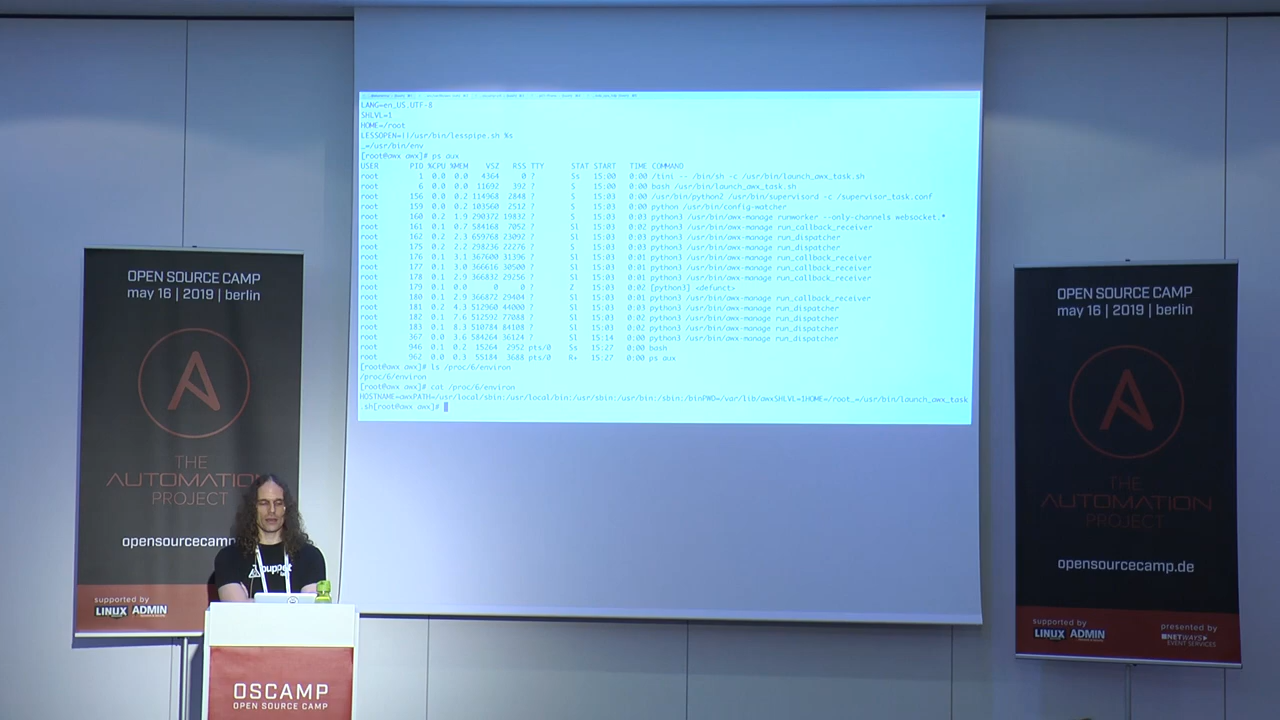 LANG=en_US.UTF-8
SHLVL=1
HOME=/root
LESSOPEN=||/usr/bin/lesspipe.sh %s
_=/usr/bin/env
[root@awx awx]# ps aux
USER PID %CPU %MEM VSZ RSS TTY STAT START TIME COMMAND
root 1 0.0 0.0 4364 0 ? Ss 15:00 0:00 /tini -- /bin/sh -c /usr/bin/launch_awx_task.sh
root 6 0.0 0.0 11692 392 ? S 15:00 0:00 bash /usr/bin/launch_awx_task.sh
root 156 0.0 0.2 114968 2848 ? S 15:03 0:00 /usr/bin/python2 /usr/bin/supervisord -c /supervisor_task.conf
root 159 0.0 0.2 103560 2512 ? S 15:03 0:00 python /usr/bin/config-watcher
root 160 0.2 1.9 290372 19832 ? S 15:03 0:03 python3 /usr/bin/awx-manage runworker --only-channels websocket.*
root 161 0.1 0.7 584168 7052 ? Sl 15:03 0:02 python3 /usr/bin/awx-manage run_callback_receiver
root 162 0.2 2.3 659768 23092 ? Sl 15:03 0:03 python3 /usr/bin/awx-manage run_dispatcher
root 175 0.2 2.2 298236 22276 ? S 15:03 0:03 python3 /usr/bin/awx-manage run_dispatcher
root 176 0.1 3.1 367600 31396 ? Sl 15:03 0:01 python3 /usr/bin/awx-manage run_callback_receiver
root 177 0.1 3.0 366616 30500 ? Sl 15:03 0:01 python3 /usr/bin/awx-manage run_callback_receiver
root 178 0.1 2.9 366832 29256 ? Sl 15:03 0:01 python3 /usr/bin/awx-manage run_callback_receiver
root 179 0.1 0.0 0 0 ? Z 15:03 0:02 [python3] <defunct>
root 180 0.1 2.9 366872 29404 ? Sl 15:03 0:01 python3 /usr/bin/awx-manage run_callback_receiver
root 181 0.2 4.3 512960 44000 ? Sl 15:03 0:03 python3 /usr/bin/awx-manage run_dispatcher
root 182 0.1 7.6 512592 77088 ? Sl 15:03 0:02 python3 /usr/bin/awx-manage run_dispatcher
root 183 0.1 8.3 510784 84108 ? Sl 15:03 0:02 python3 /usr/bin/awx-manage run_dispatcher
root 367 0.0 3.6 584264 36124 ? Sl 15:14 0:00 python3 /usr/bin/awx-manage run_dispatcher
root 946 0.1 0.2 15264 2952 pts/0 Ss 15:27 0:00 bash
root 962 0.0 0.3 55184 3688 pts/0 R+ 15:27 0:00 ps aux
[root@awx awx]# ls /proc/6/environ
/proc/6/environ
[root@awx awx]# cat /proc/6/environ
HOSTNAME=awxPATH=/usr/local/sbin:/usr/local/bin:/usr/sbin:/usr/bin:/sbin:/binPWD=/var/lib/awxSHLVL=1HOME=/root_=/usr/bin/launch_awx_task
.sh[root@awx awx]#
OPEN SOURCE CAMP
may 16 | 2019 | berlin
THE
AUTOMATION
PROJECT
opensourcecamp
supported by
LINUX ADMIN
puppet
OSCAMP
OPEN SOURCE CAMP
OPEN SOURCE CAMP
may 16 | 2019 | berlin
THE
AUTOMATION
PROJECT
opensourcecamp.de
supported by
LINUX ADMIN
presented by
NETWAYS
EVENT SERVICES